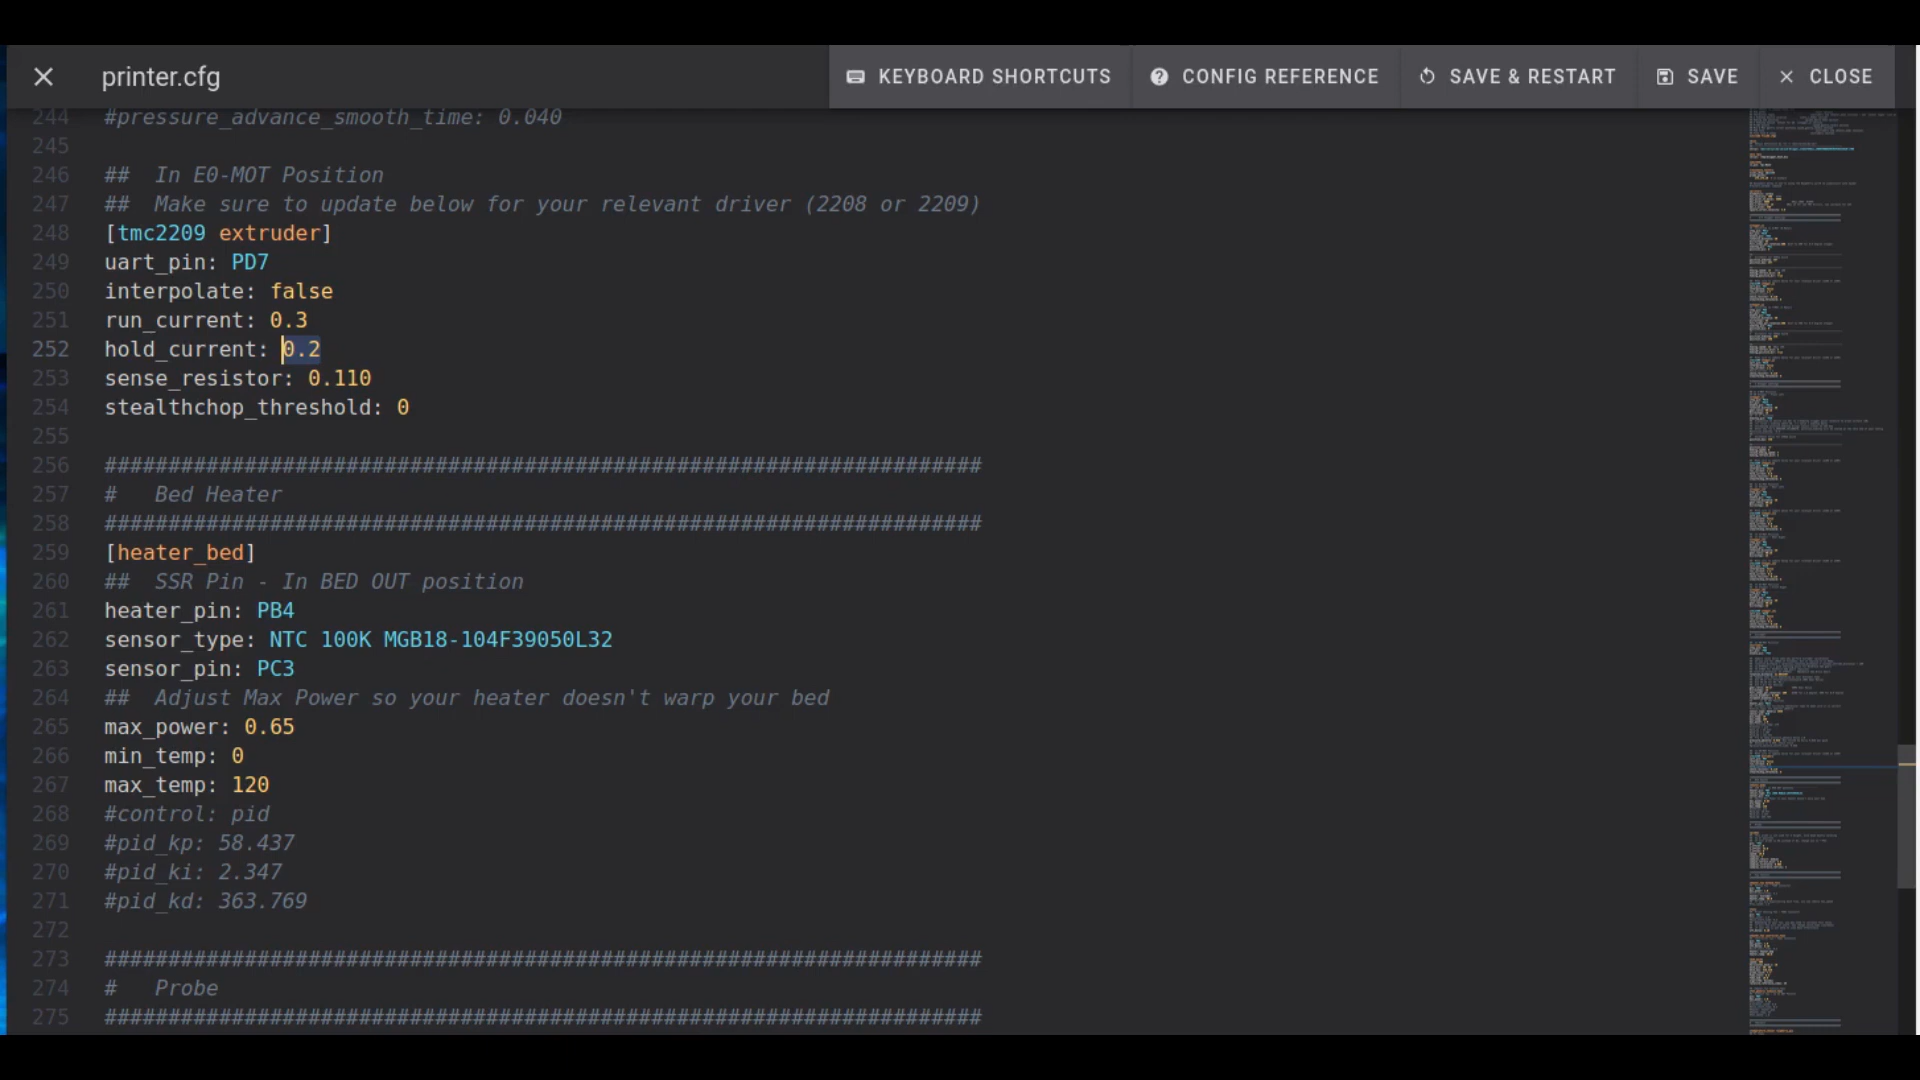 printer.cfg
KEYBOARD SHORTCUTS
CONFIG REFERENCE
SAVE & RESTART
SAVE
CLOSE
244 #pressure_advance_smooth_time: 0.040
245
246 ##  In E0-MOT Position
247 ##  Make sure to update below for your relevant driver (2208 or 2209)
248 [tmc2209 extruder]
249 uart_pin: PD7
250 interpolate: false
251 run_current: 0.3
252 hold_current: 0.2
253 sense_resistor: 0.110
254 stealthchop_threshold: 0
255
256 #####################################################################
257 #   Bed Heater
258 #####################################################################
259 [heater_bed]
260 ##  SSR Pin - In BED OUT position
261 heater_pin: PB4
262 sensor_type: NTC 100K MGB18-104F39050L32
263 sensor_pin: PC3
264 ##  Adjust Max Power so your heater doesn't warp your bed
265 max_power: 0.65
266 min_temp: 0
267 max_temp: 120
268 #control: pid
269 #pid_kp: 58.437
270 #pid_ki: 2.347
271 #pid_kd: 363.769
272
273 #####################################################################
274 #   Probe
275 #####################################################################